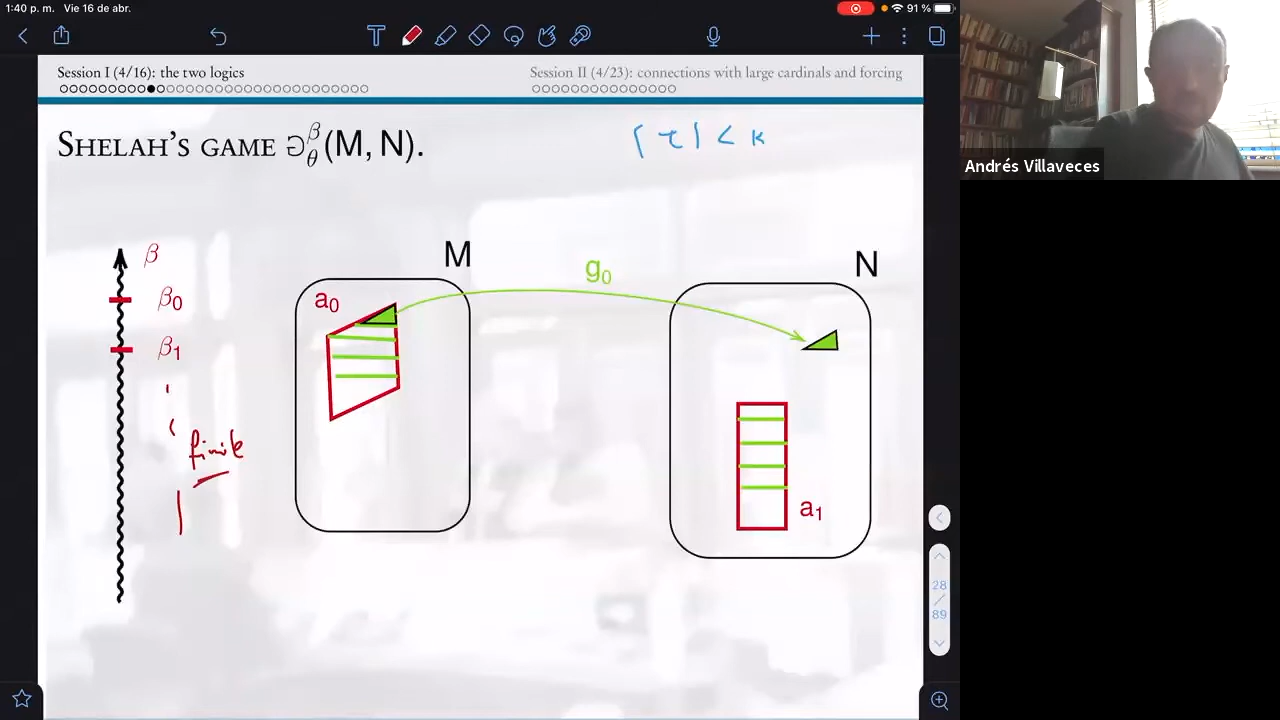 1:40 p. m. Vie 16 de abr.
91 %
Session I (4/16): the two logics
Session II (4/23): connections with large cardinals and forcing
SHELAH'S GAME ⅁^β_θ(M, N).
|τ| < κ
β
M
N
g₀
a₀
β₀
β₁
finite
a₁
28
89
Andrés Villaveces